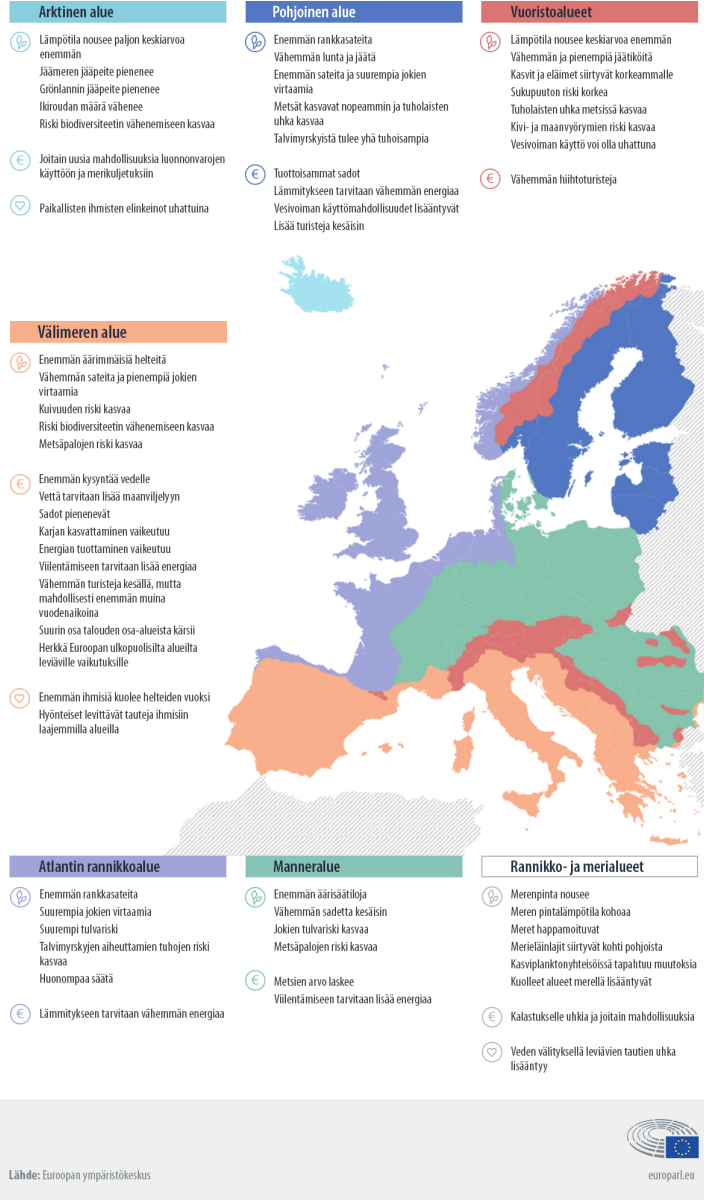 Arktinen alue
Lämpötila nousee paljon keskiarvoa
enemmän
Jäämeren jääpeite pienenee
Grönlannin jääpeite pienenee
Ikiroudan määrä vähenee
Riski biodiversiteetin vähenemiseen kasvaa
€
Joitain uusia mahdollisuuksia luonnonvarojen
käyttöön ja merikuljetuksiin
Paikallisten ihmisten elinkeinot uhattuina
Pohjoinen alue
Enemmän rankkasateita
Vähemmän lunta ja jäätä
Enemmän sateita ja suurempia jokien
virtaamia
Metsät kasvavat nopeammin ja tuholaisten
uhka kasvaa
Talvimyrskyistä tulee yhä tuhoisampia
€
Tuottoisammat sadot
Lämmitykseen tarvitaan vähemmän energiaa
Vesivoiman käyttömahdollisuudet lisääntyvät
Lisää turisteja kesäisin
Vuoristoalueet
Lämpötila nousee keskiarvoa enemmän
Vähemmän ja pienempiä jäätiköitä
Kasvit ja eläimet siirtyvät korkeammalle
Sukupuuton riski korkea
Tuholaisten uhka metsissä kasvaa
Kivi- ja maanvyörymien riski kasvaa
Vesivoiman käyttö voi olla uhattuna
€
Vähemmän hiihtoturisteja
Välimeren alue
Enemmän äärimmäisiä helteitä
Vähemmän sateita ja pienempiä jokien
virtaamia
Kuivuuden riski kasvaa
Riski biodiversiteetin vähenemiseen kasvaa
Metsäpalojen riski kasvaa
€
Enemmän kysyntää vedelle
Vettä tarvitaan lisää maanviljelyyn
Sadot pienenevät
Karjan kasvattaminen vaikeutuu
Energian tuottaminen vaikeutuu
Viilentämiseen tarvitaan lisää energiaa
Vähemmän turisteja kesällä, mutta
mahdollisesti enemmän muina
vuodenaikoina
Suurin osa talouden osa-alueista kärsii
Herkkä Euroopan ulkopuolisilta alueilta
leviäville vaikutuksille
Enemmän ihmisiä kuolee helteiden vuoksi
Hyönteiset levittävät tauteja ihmisiin
laajemmilla alueilla
Atlantin rannikkoalue
Enemmän rankkasateita
Suurempia jokien virtaamia
Suurempi tulvariski
Talvimyrskyjen aiheuttamien tuhojen riski
kasvaa
Huonompaa säätä
€
Lämmitykseen tarvitaan vähemmän energiaa
Manneralue
Enemmän äärisäätiloja
Vähemmän sadetta kesäisin
Jokien tulvariski kasvaa
Metsäpalojen riski kasvaa
€
Metsien arvo laskee
Viilentämiseen tarvitaan lisää energiaa
Rannikko- ja merialueet
Merenpinta nousee
Meren pintalämpötila kohoaa
Meret happamoituvat
Merieläinlajit siirtyvät kohti pohjoista
Kasviplanktonyhteisöissä tapahtuu muutoksia
Kuolleet alueet merellä lisääntyvät
€
Kalastukselle uhkia ja joitain mahdollisuuksia
Veden välityksellä leviävien tautien uhka
lisääntyy
Lähde: Euroopan ympäristökeskus
europarl.eu